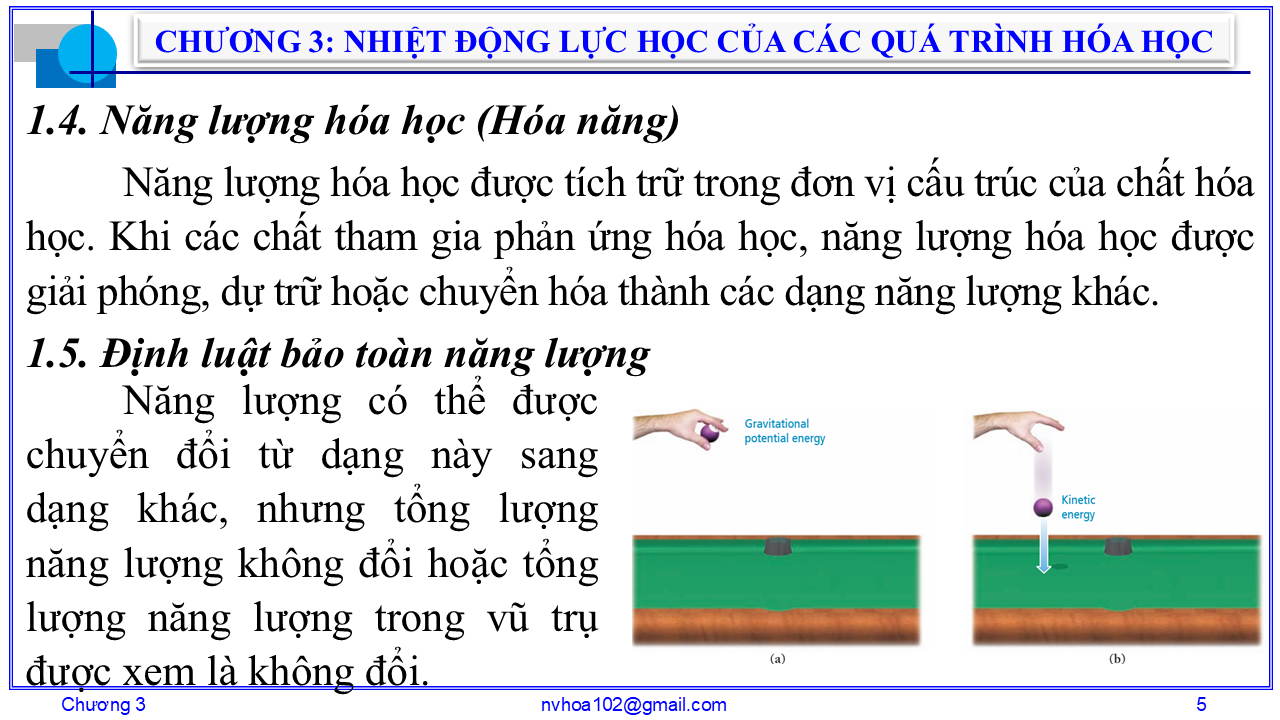 CHƯƠNG 3: NHIỆT ĐỘNG LỰC HỌC CỦA CÁC QUÁ TRÌNH HÓA HỌC
1.4. Năng lượng hóa học (Hóa năng)
Năng lượng hóa học được tích trữ trong đơn vị cấu trúc của chất hóa
học. Khi các chất tham gia phản ứng hóa học, năng lượng hóa học được
giải phóng, dự trữ hoặc chuyển hóa thành các dạng năng lượng khác.
1.5. Định luật bảo toàn năng lượng
Năng lượng có thể được
chuyển đổi từ dạng này sang
dạng khác, nhưng tổng lượng
năng lượng không đổi hoặc tổng
lượng năng lượng trong vũ trụ
được xem là không đổi.
Gravitational
potential energy
Kinetic
energy
(a)
(b)
Chương 3
nvhoa102@gmail.com
5